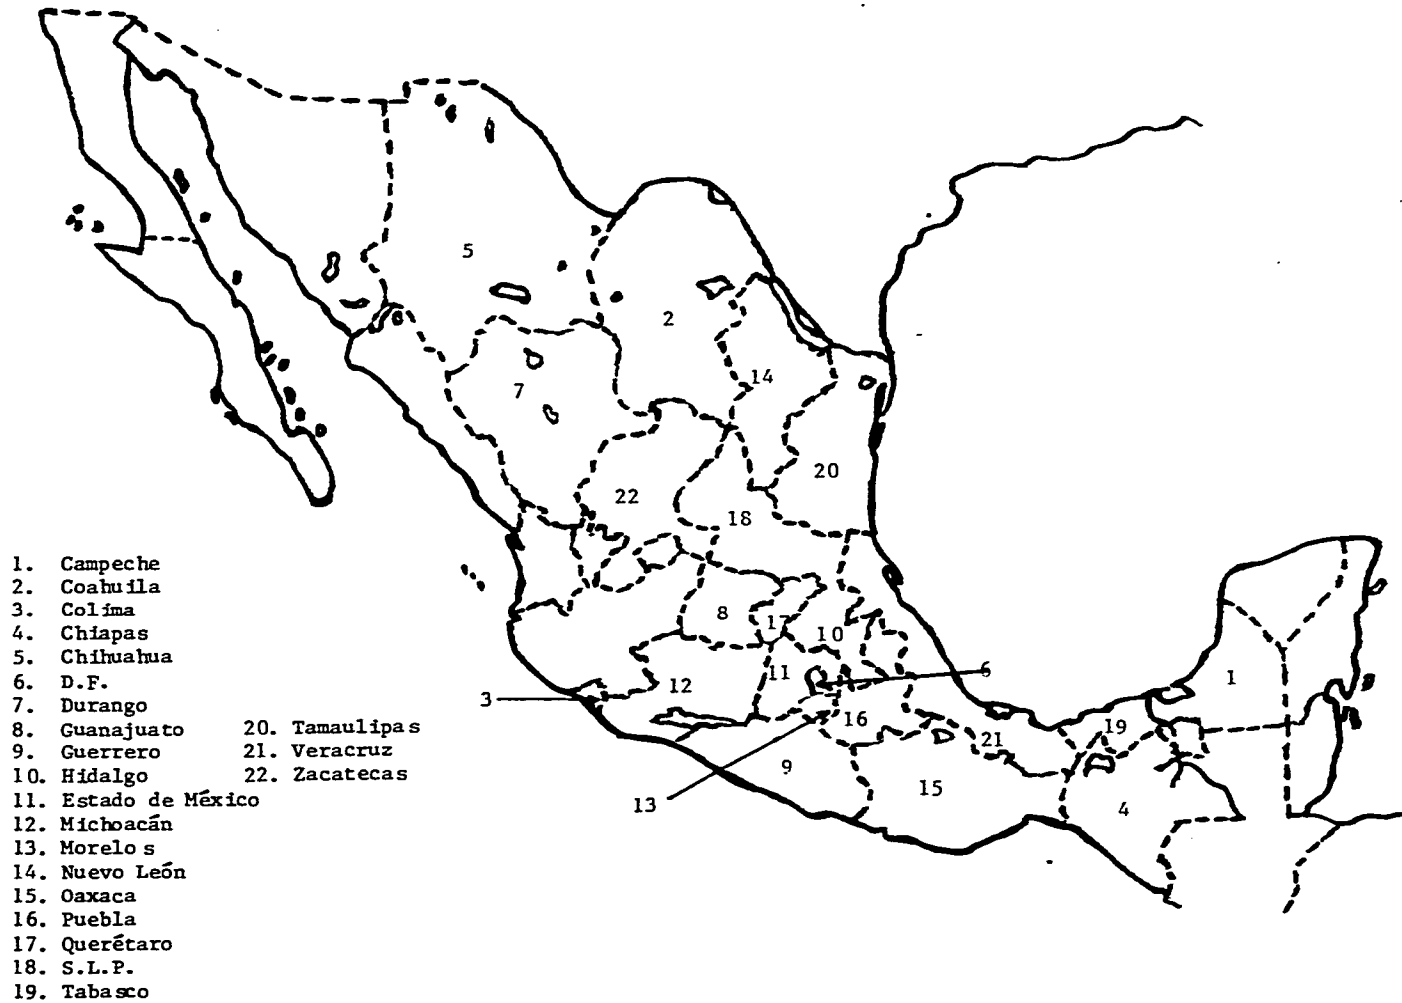 5
2
14
7
20
22
18
8
17
10
11
6
12
3
16
1
19
21
9
15
13
4
1. Campeche
2. Coahuila
3. Colima
4. Chiapas
5. Chihuahua
6. D.F.
7. Durango
8. Guanajuato
9. Guerrero
10. Hidalgo
11. Estado de México
12. Michoacán
13. Morelos
14. Nuevo León
15. Oaxaca
16. Puebla
17. Querétaro
18. S.L.P.
19. Tabasco
20. Tamaulipas
21. Veracruz
22. Zacatecas